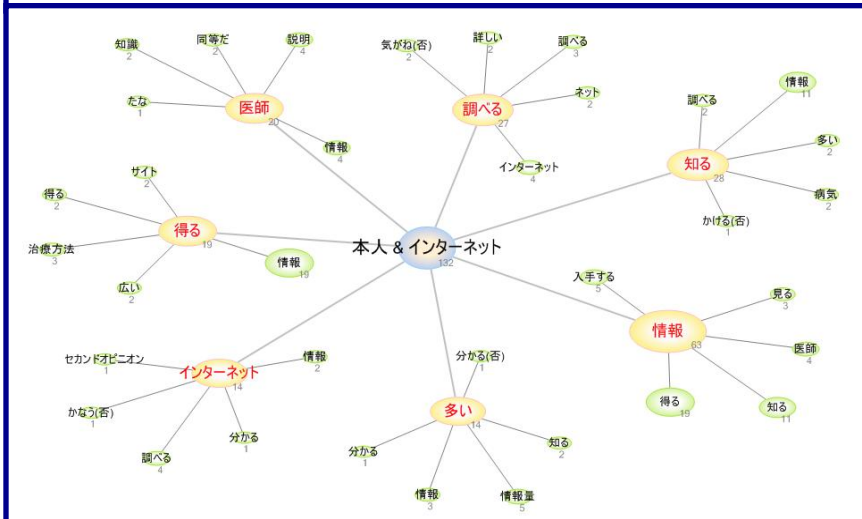 知識
2
同等だ
2
説明
4
たな
1
医師
20
情報
4
気がね(否)
2
詳しい
2
調べる
3
ネット
2
調べる
27
インターネット
4
調べる
2
情報
11
多い
2
知る
28
病気
2
かける(否)
1
サイト
2
得る
2
得る
19
治療方法
3
広い
2
情報
19
本人 & インターネット
132
入手する
5
見る
3
情報
63
医師
4
得る
19
知る
11
セカンドオピニオン
1
インターネット
14
情報
2
かなう(否)
1
調べる
4
分かる
1
分かる(否)
1
多い
14
分かる
1
知る
2
情報
3
情報量
5